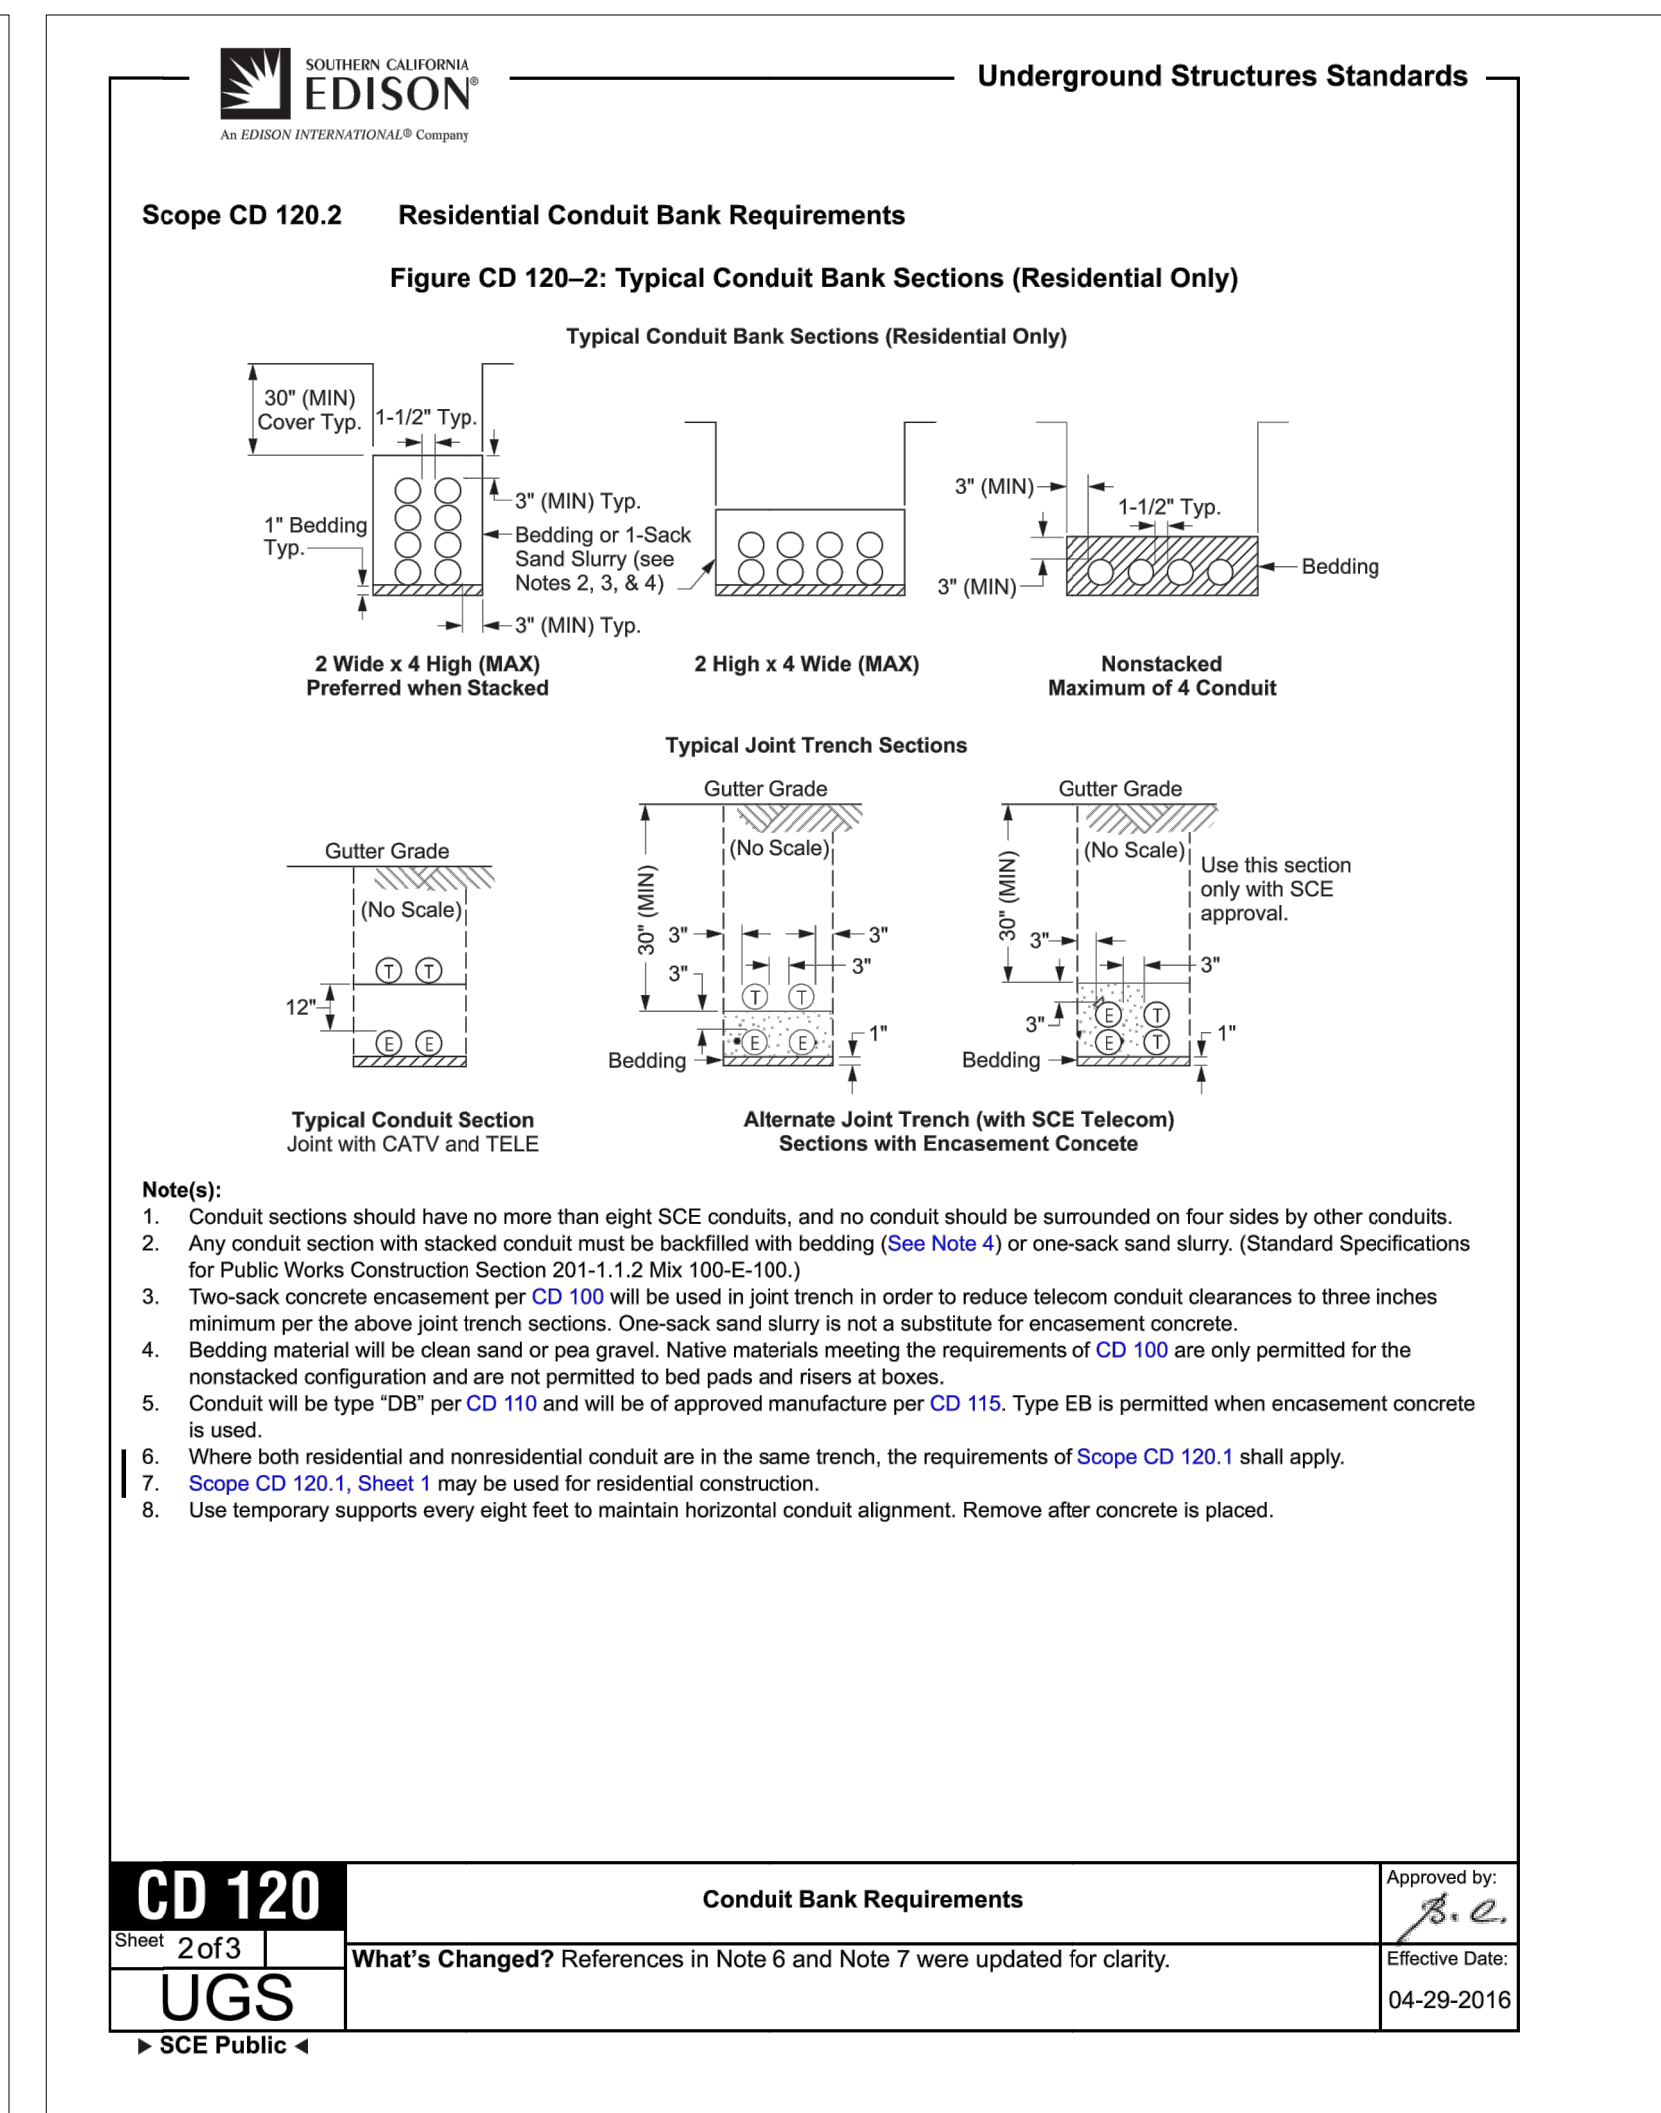 SOUTHERN CALIFORNIA
EDISON®
An EDISON INTERNATIONAL® Company
Underground Structures Standards
Scope CD 120.2 Residential Conduit Bank Requirements
Figure CD 120–2: Typical Conduit Bank Sections (Residential Only)
Typical Conduit Bank Sections (Residential Only)
30" (MIN)
Cover Typ.
1-1/2" Typ.
3" (MIN) Typ.
1" Bedding
Typ.
Bedding or 1-Sack
Sand Slurry (see
Notes 2, 3, & 4)
3" (MIN) Typ.
2 Wide x 4 High (MAX)
Preferred when Stacked
2 High x 4 Wide (MAX)
3" (MIN)
1-1/2" Typ.
3" (MIN)
Bedding
Nonstacked
Maximum of 4 Conduit
Typical Joint Trench Sections
Gutter Grade
(No Scale)
T T
12"
E E
Typical Conduit Section
Joint with CATV and TELE
Gutter Grade
(No Scale)
30" (MIN)
3" 3"
3"
3"
T T
E E
1"
Bedding
Gutter Grade
(No Scale)
30" (MIN)
Use this section
only with SCE
approval.
3"
3"
3"
E T
E T
1"
Bedding
Alternate Joint Trench (with SCE Telecom)
Sections with Encasement Concete
Note(s):
1. Conduit sections should have no more than eight SCE conduits, and no conduit should be surrounded on four sides by other conduits.
2. Any conduit section with stacked conduit must be backfilled with bedding (See Note 4) or one-sack sand slurry. (Standard Specifications
for Public Works Construction Section 201-1.1.2 Mix 100-E-100.)
3. Two-sack concrete encasement per CD 100 will be used in joint trench in order to reduce telecom conduit clearances to three inches
minimum per the above joint trench sections. One-sack sand slurry is not a substitute for encasement concrete.
4. Bedding material will be clean sand or pea gravel. Native materials meeting the requirements of CD 100 are only permitted for the
nonstacked configuration and are not permitted to bed pads and risers at boxes.
5. Conduit will be type “DB” per CD 110 and will be of approved manufacture per CD 115. Type EB is permitted when encasement concrete
is used.
6. Where both residential and nonresidential conduit are in the same trench, the requirements of Scope CD 120.1 shall apply.
7. Scope CD 120.1, Sheet 1 may be used for residential construction.
8. Use temporary supports every eight feet to maintain horizontal conduit alignment. Remove after concrete is placed.
CD 120
Sheet 2 of 3
UGS
Conduit Bank Requirements
What’s Changed? References in Note 6 and Note 7 were updated for clarity.
Approved by:
B. C.
Effective Date:
04-29-2016
► SCE Public ◄